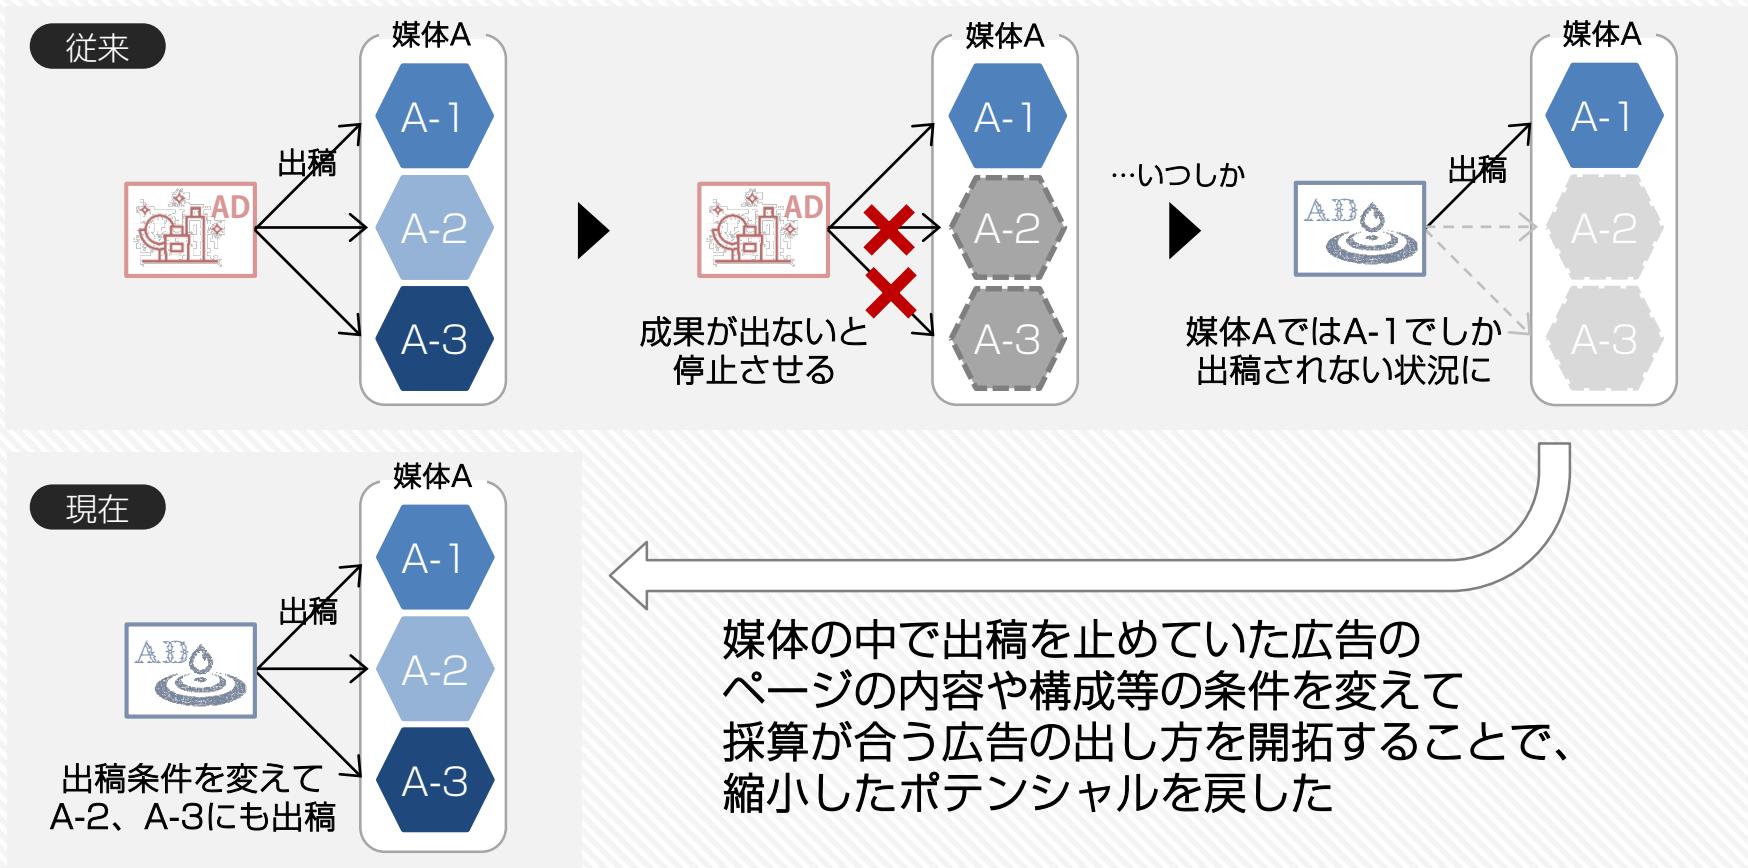 従来
媒体A
A-1
A-2
A-3
出稿
AD
媒体A
A-1
A-2
A-3
AD
成果が出ないと
停止させる
…いつしか
媒体A
A-1
A-2
A-3
出稿
AD
媒体AではA-1でしか
出稿されない状況に
現在
媒体A
A-1
A-2
A-3
出稿
AD
出稿条件を変えて
A-2、A-3にも出稿
媒体の中で出稿を止めていた広告の
ページの内容や構成等の条件を変えて
採算が合う広告の出し方を開拓することで、
縮小したポテンシャルを戻した